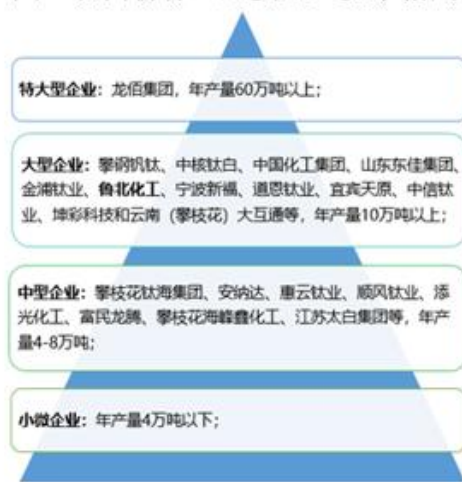 特大型企业：龙佰集团，年产量60万吨以上；
大型企业：攀钢钒钛、中核钛白、中国化工集团、山东东佳集团、
金浦钛业、鲁北化工、宁波新福、道恩钛业、宜宾天原、中信钛
业、坤彩科技和云南（攀枝花）大互通等，年产量10万吨以上；
中型企业：攀枝花钛海集团、安纳达、惠云钛业、顺风钛业、添
光化工、富民龙腾、攀枝花海峰鑫化工、江苏太白集团等，年产
量4-8万吨；
小微企业：年产量4万吨以下；